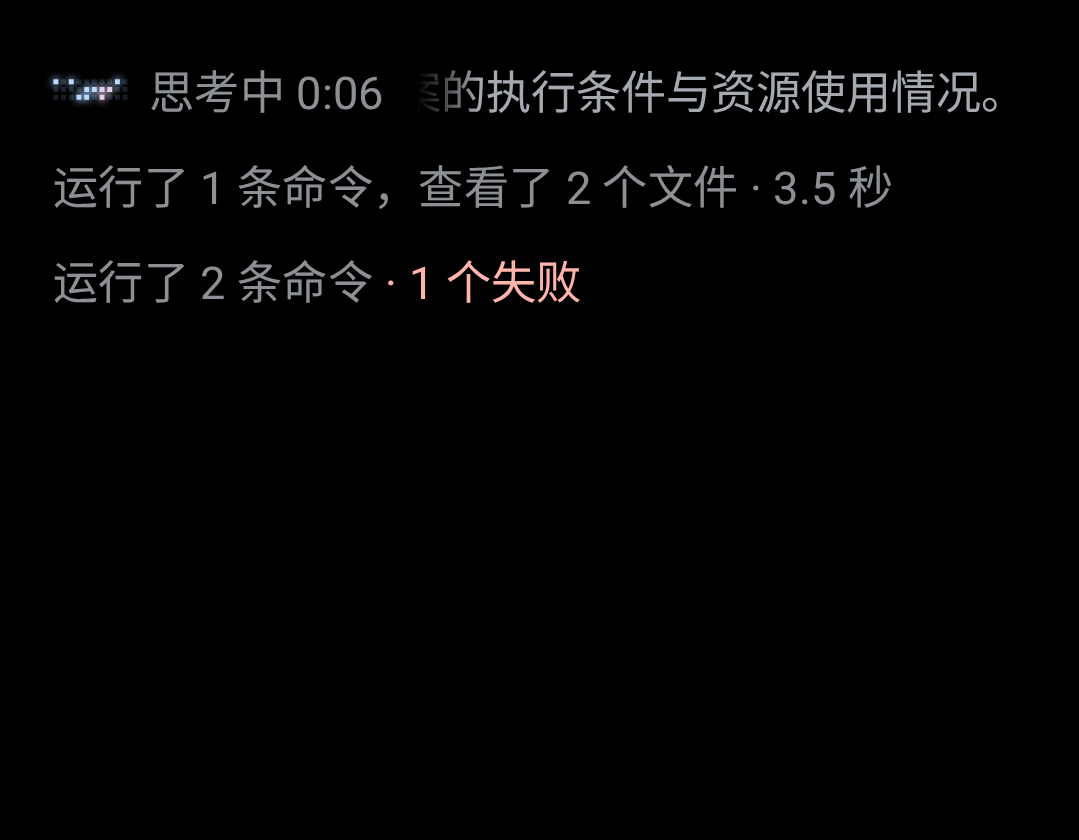 思考中 0:06 的执行条件与资源使用情况。
运行了 1 条命令，查看了 2 个文件 · 3.5 秒
运行了 2 条命令 · 1 个失败